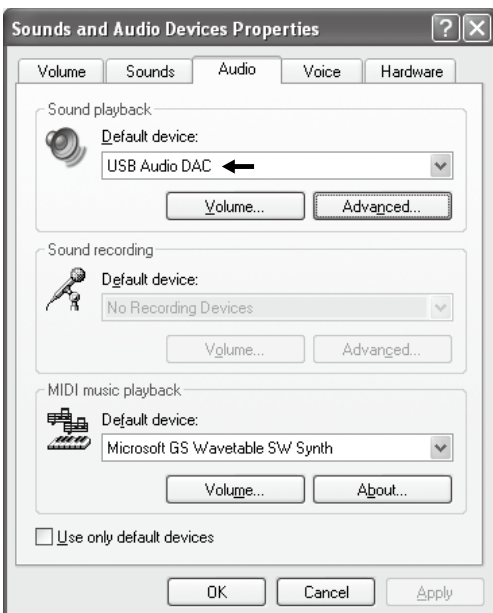 Sounds and Audio Devices Properties
Volume Sounds Audio Voice Hardware
Sound playback
Default device:
USB Audio DAC
Volume... Advanced...
Sound recording
Default device:
No Recording Devices
Volume... Advanced...
MIDI music playback
Default device:
Microsoft GS Wavetable SW Synth
Volume... About...
Use only default devices
OK Cancel Apply